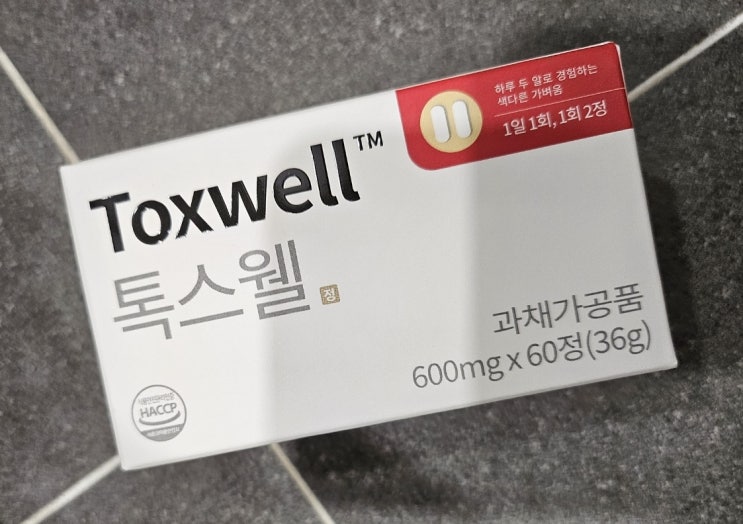 하루 두 알로 경험하는
색다른 가벼움
1일 1회, 1회 2정
Toxwell™
톡스웰 정
과채가공품
600mg x 60정(36g)
HACCP